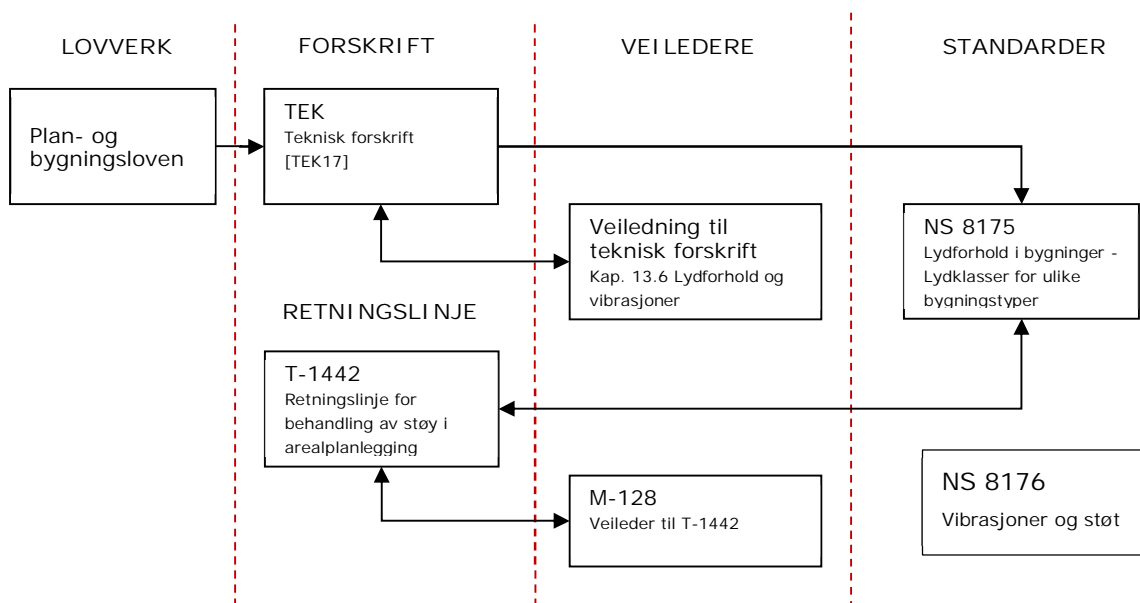 LOVVERK
FORSKRIFT
VEILEDERE
STANDARDER
Plan- og
bygningsloven
TEK
Teknisk forskrift
[TEK17]
Veiledning til
teknisk forskrift
Kap. 13.6 Lydforhold og
vibrasjoner
NS 8175
Lydforhold i bygninger -
Lydklasser for ulike
bygningstyper
RETNINGSLINJE
T-1442
Retningslinje for
behandling av støy i
arealplanlegging
M-128
Veileder til T-1442
NS 8176
Vibrasjoner og støt